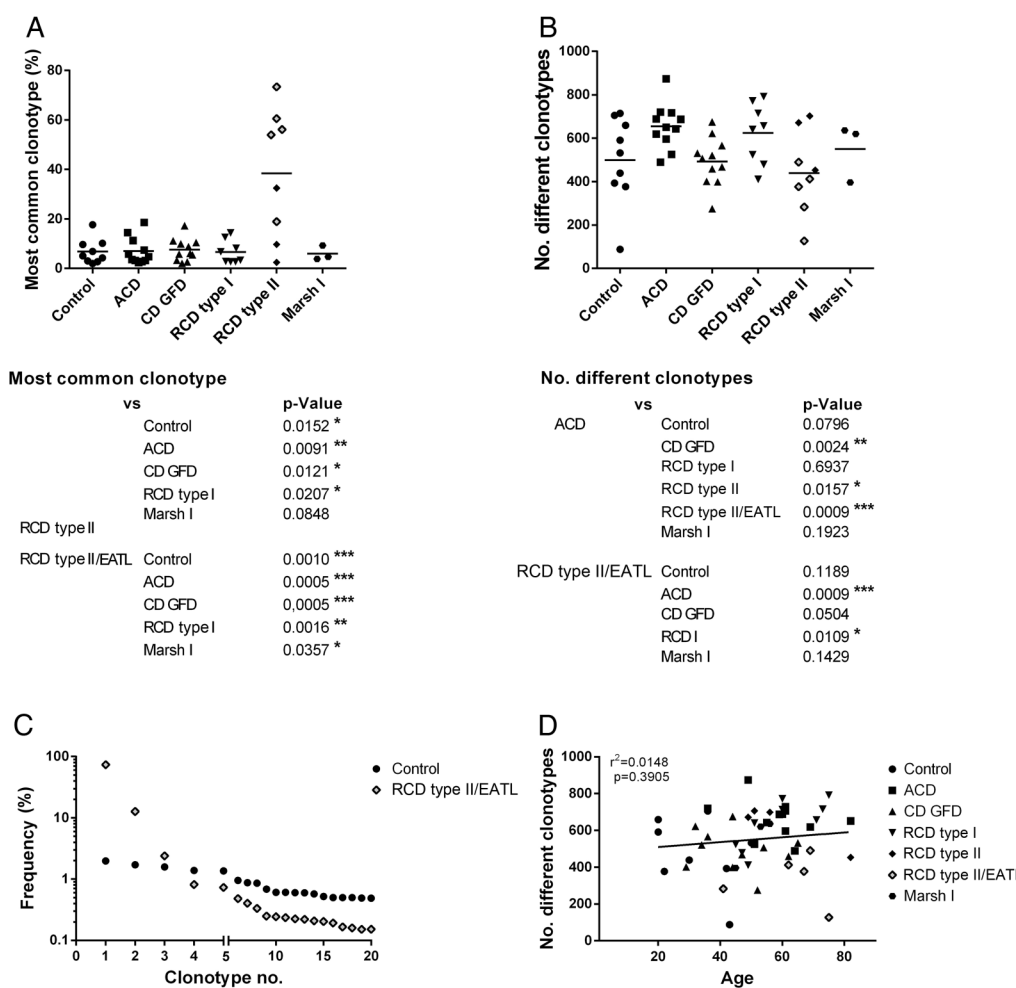 A
Most common clonotype (%)
80
60
40
20
0
Control
ACD
CD GFD
RCD type I
RCD type II
Marsh I
B
No. different clonotypes
1000
800
600
400
200
0
Control
ACD
CD GFD
RCD type I
RCD type II
Marsh I
Most common clonotype
vs p-Value
Control 0.0152 *
ACD 0.0091 **
CD GFD 0.0121 *
RCD type I 0.0207 *
Marsh I 0.0848
RCD type II
RCD type II/EATL Control 0.0010 ***
ACD 0.0005 ***
CD GFD 0,0005 ***
RCD type I 0.0016 **
Marsh I 0.0357 *
No. different clonotypes
vs p-Value
ACD Control 0.0796
CD GFD 0.0024 **
RCD type I 0.6937
RCD type II 0.0157 *
RCD type II/EATL 0.0009 ***
Marsh I 0.1923
RCD type II/EATL Control 0.1189
ACD 0.0009 ***
CD GFD 0.0504
RCD I 0.0109 *
Marsh I 0.1429
C
Frequency (%)
100
10
1
0.1
0 1 2 3 4 5 10 15 20
Clonotype no.
Control
RCD type II/EATL
D
No. different clonotypes
1000
800
600
400
200
0
r²=0.0148
p=0.3905
20 40 60 80
Age
Control
ACD
CD GFD
RCD type I
RCD type II
RCD type II/EATL
Marsh I